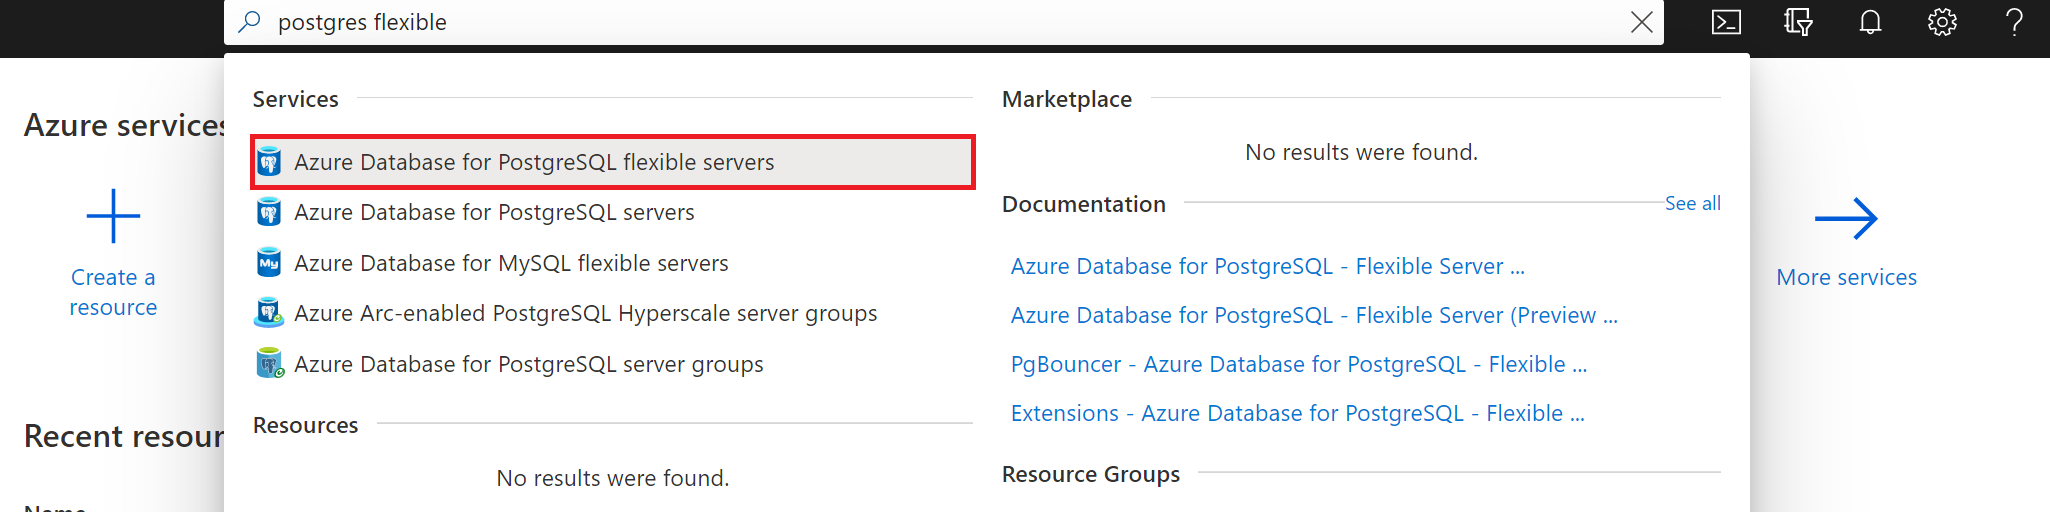 postgres flexible
Azure services
Create a
resource
Recent resour
Services
Azure Database for PostgreSQL flexible servers
Azure Database for PostgreSQL servers
My
Azure Database for MySQL flexible servers
Azure Arc-enabled PostgreSQL Hyperscale server groups
Azure Database for PostgreSQL server groups
Resources
No results were found.
Marketplace
No results were found.
Documentation
See all
Azure Database for PostgreSQL - Flexible Server ...
Azure Database for PostgreSQL - Flexible Server (Preview ...
PgBouncer - Azure Database for PostgreSQL - Flexible ...
Extensions - Azure Database for PostgreSQL - Flexible ...
Resource Groups
More services